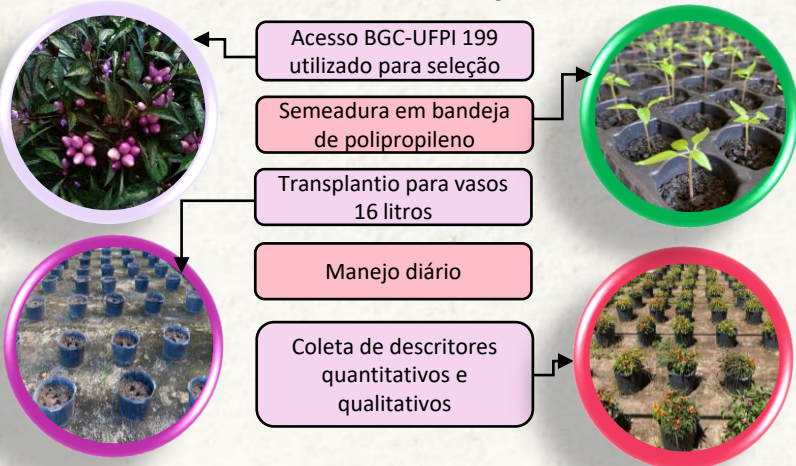 Acesso BGC-UFPI 199
utilizado para seleção
Semeadura em bandeja
de polipropileno
Transplantio para vasos
16 litros
Manejo diário
Coleta de descritores
quantitativos e
qualitativos